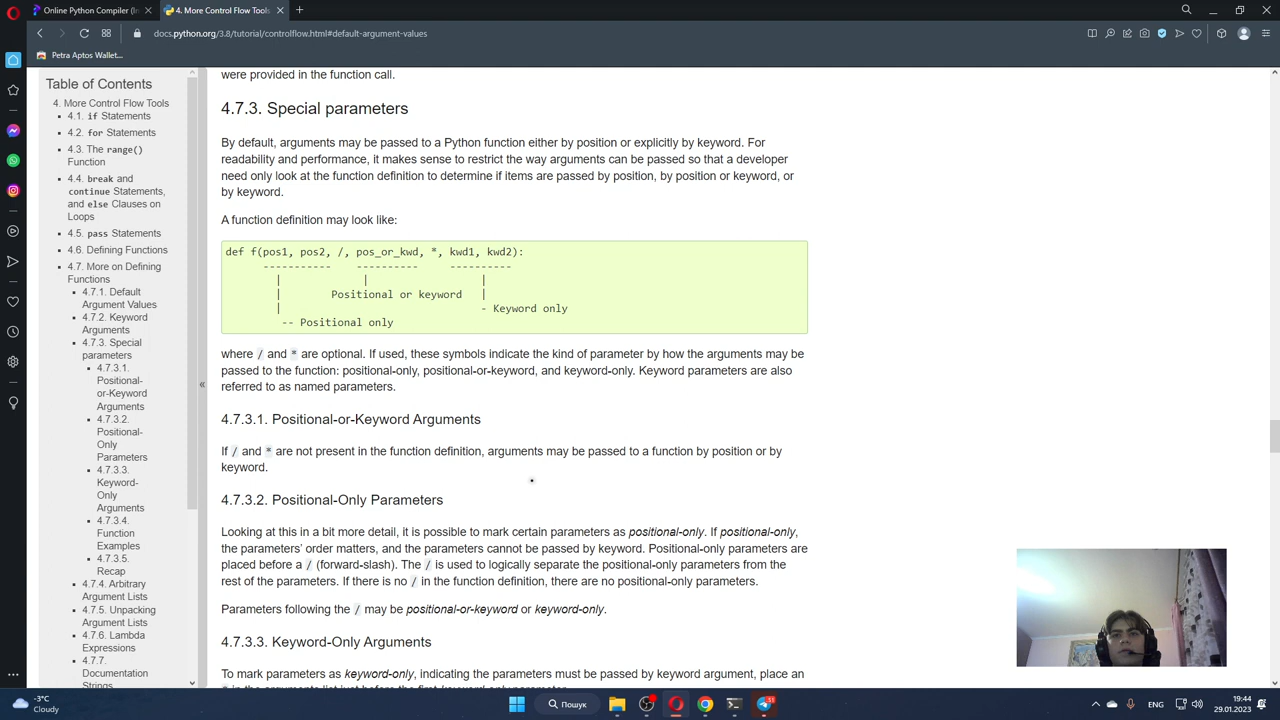 Online Python Compiler (In
4. More Control Flow Tools
docs.python.org/3.8/tutorial/controlflow.html#default-argument-values
Petra Aptos Wallet...
Table of Contents
4. More Control Flow Tools
4.1. if Statements
4.2. for Statements
4.3. The range()
Function
4.4. break and
continue Statements,
and else Clauses on
Loops
4.5. pass Statements
4.6. Defining Functions
4.7. More on Defining
Functions
4.7.1. Default
Argument Values
4.7.2. Keyword
Arguments
4.7.3. Special
parameters
4.7.3.1.
Positional-
or-Keyword
Arguments
4.7.3.2.
Positional-
Only
Parameters
4.7.3.3.
Keyword-
Only
Arguments
4.7.3.4.
Function
Examples
4.7.3.5.
Recap
4.7.4. Arbitrary
Argument Lists
4.7.5. Unpacking
Argument Lists
4.7.6. Lambda
Expressions
4.7.7.
Documentation
Strings
«
were provided in the function call.
4.7.3. Special parameters
By default, arguments may be passed to a Python function either by position or explicitly by keyword. For
readability and performance, it makes sense to restrict the way arguments can be passed so that a developer
need only look at the function definition to determine if items are passed by position, by position or keyword, or
by keyword.
A function definition may look like:
def f(pos1, pos2, /, pos_or_kwd, *, kwd1, kwd2):
----------- ---------- ----------
| | |
| Positional or keyword |
| - Keyword only
-- Positional only
where / and * are optional. If used, these symbols indicate the kind of parameter by how the arguments may be
passed to the function: positional-only, positional-or-keyword, and keyword-only. Keyword parameters are also
referred to as named parameters.
4.7.3.1. Positional-or-Keyword Arguments
If / and * are not present in the function definition, arguments may be passed to a function by position or by
keyword.
4.7.3.2. Positional-Only Parameters
Looking at this in a bit more detail, it is possible to mark certain parameters as positional-only. If positional-only,
the parameters' order matters, and the parameters cannot be passed by keyword. Positional-only parameters are
placed before a / (forward-slash). The / is used to logically separate the positional-only parameters from the
rest of the parameters. If there is no / in the function definition, there are no positional-only parameters.
Parameters following the / may be positional-or-keyword or keyword-only.
4.7.3.3. Keyword-Only Arguments
To mark parameters as keyword-only, indicating the parameters must be passed by keyword argument, place an
* in the arguments list just before the first keyword-only parameter.
-3°C
Cloudy
Пошук
ENG
19:44
29.01.2023